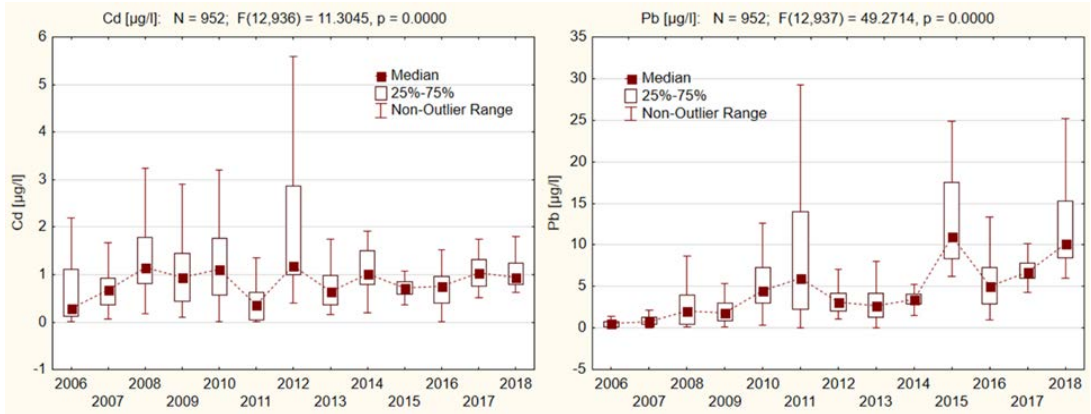 Cd [µg/l]: N = 952; F(12,936) = 11.3045, p = 0.0000
6
5
4
3
2
1
0
-1
Cd [µg/l]
Median
25%-75%
Non-Outlier Range
2006 2008 2010 2012 2014 2016 2018
2007 2009 2011 2013 2015 2017
Pb [µg/l]: N = 952; F(12,937) = 49.2714, p = 0.0000
35
30
25
20
15
10
5
0
-5
Pb [µg/l]
Median
25%-75%
Non-Outlier Range
2006 2008 2010 2012 2014 2016 2018
2007 2009 2011 2013 2015 2017